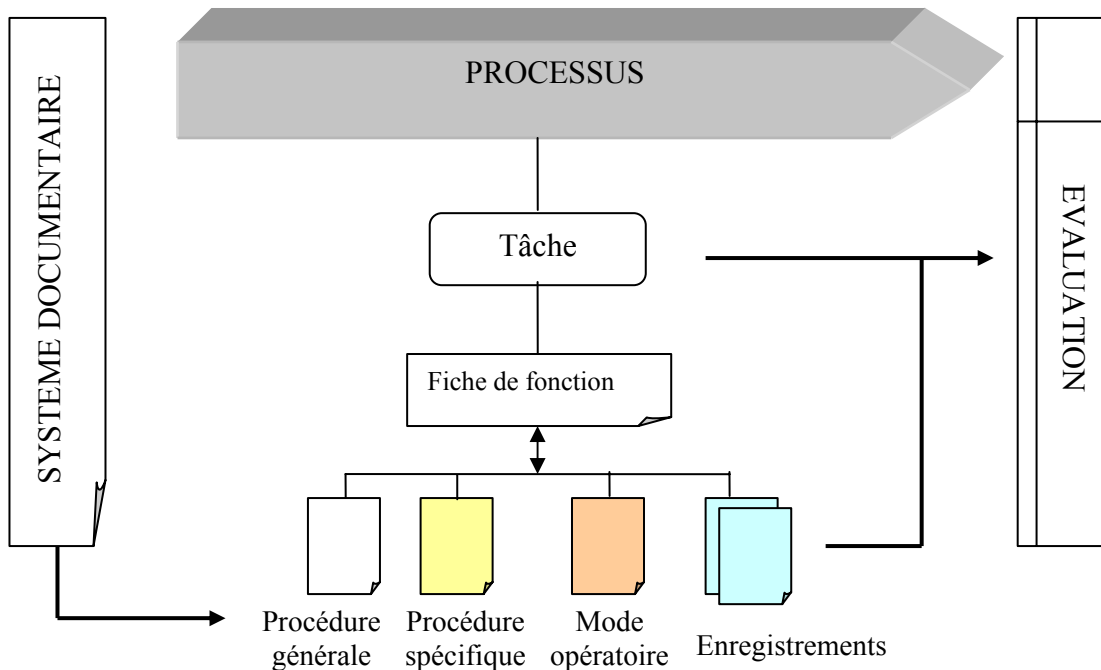 SYSTEME DOCUMENTAIRE
PROCESSUS
Tâche
Fiche de fonction
EVALUATION
Procédure
générale
Procédure
spécifique
Mode
opératoire
Enregistrements